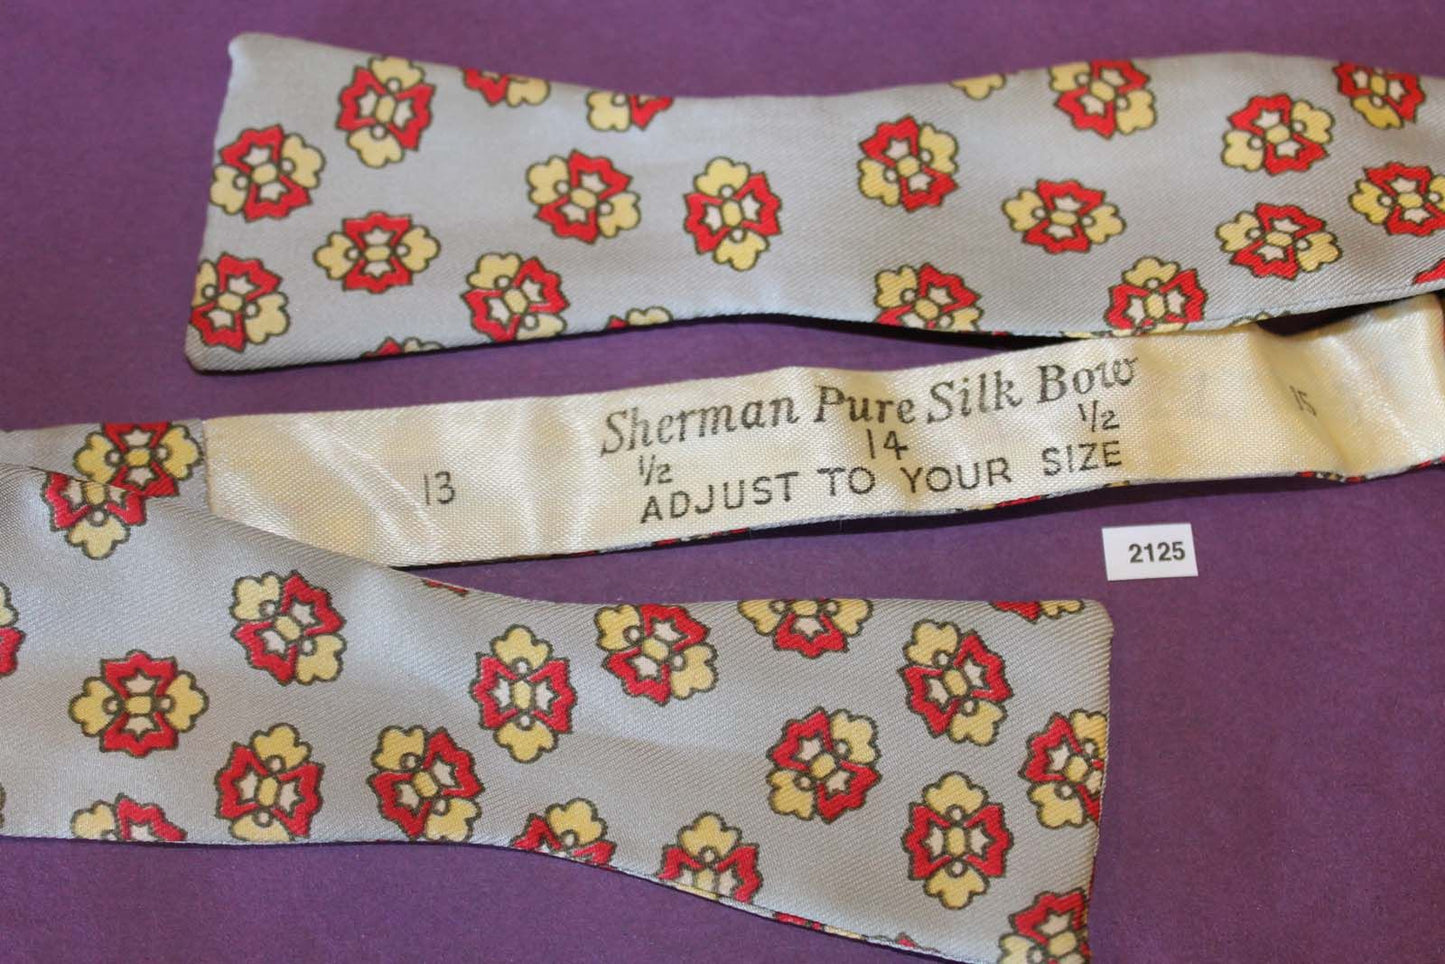 Sherman Pure Silk Bow
13 1/2 14 1/2 15
ADJUST TO YOUR SIZE
2125